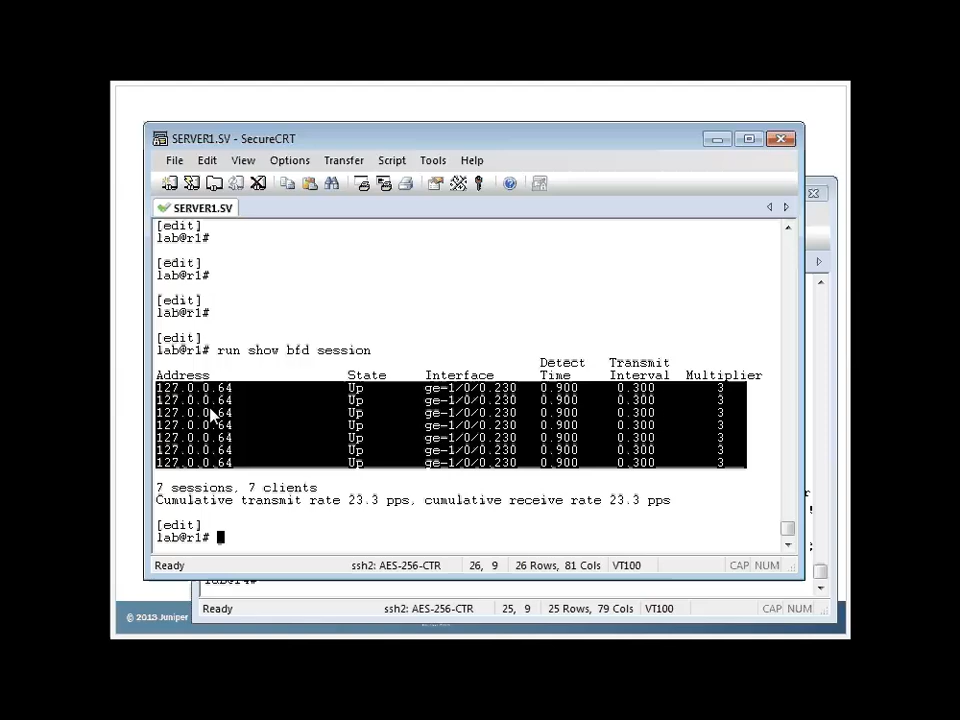 SERVER1.SV - SecureCRT
File Edit View Options Transfer Script Tools Help
SERVER1.SV
[edit]
lab@r1#
[edit]
lab@r1#
[edit]
lab@r1#
[edit]
lab@r1# run show bfd session
Detect Transmit
Address State Interface Time Interval Multiplier
127.0.0.64 Up ge-1/0/0.230 0.900 0.300 3
127.0.0.64 Up ge-1/0/0.230 0.900 0.300 3
127.0.0.64 Up ge-1/0/0.230 0.900 0.300 3
127.0.0.64 Up ge-1/0/0.230 0.900 0.300 3
127.0.0.64 Up ge-1/0/0.230 0.900 0.300 3
127.0.0.64 Up ge-1/0/0.230 0.900 0.300 3
127.0.0.64 Up ge-1/0/0.230 0.900 0.300 3
7 sessions, 7 clients
Cumulative transmit rate 23.3 pps, cumulative receive rate 23.3 pps
[edit]
lab@r1#
Ready ssh2: AES-256-CTR 26, 9 26 Rows, 81 Cols VT100 CAP NUM
Ready ssh2: AES-256-CTR 25, 9 25 Rows, 79 Cols VT100 CAP NUM
© 2013 Juniper